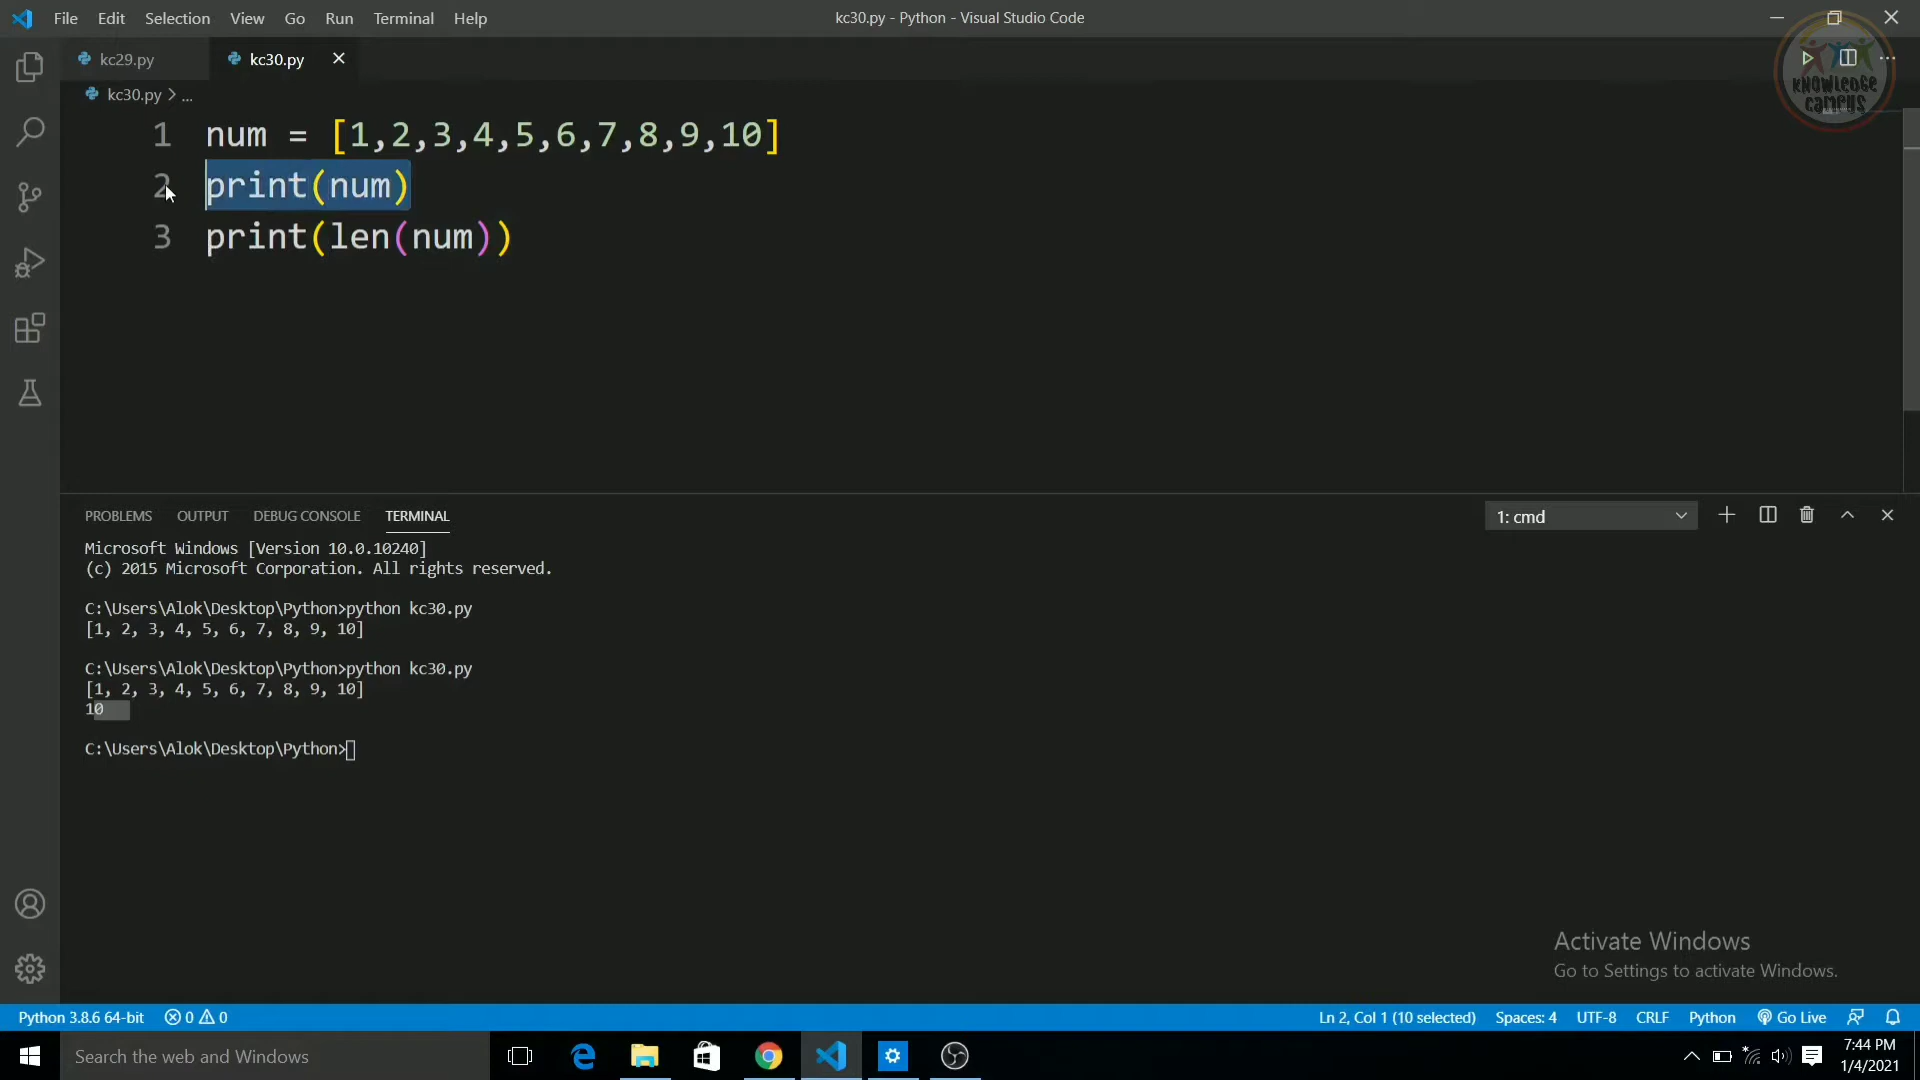 File Edit Selection View Go Run Terminal Help
kc30.py - Python - Visual Studio Code
KNOWLEDGE
CAMPUS
kc29.py
kc30.py
kc30.py > ...
1 num = [1,2,3,4,5,6,7,8,9,10]
2 print(num)
3 print(len(num))
PROBLEMS OUTPUT DEBUG CONSOLE TERMINAL
1: cmd
Microsoft Windows [Version 10.0.10240]
(c) 2015 Microsoft Corporation. All rights reserved.
C:\Users\Alok\Desktop\Python>python kc30.py
[1, 2, 3, 4, 5, 6, 7, 8, 9, 10]
C:\Users\Alok\Desktop\Python>python kc30.py
[1, 2, 3, 4, 5, 6, 7, 8, 9, 10]
10
C:\Users\Alok\Desktop\Python>
Activate Windows
Go to Settings to activate Windows.
Python 3.8.6 64-bit 0 0 Ln 2, Col 1 (10 selected) Spaces: 4 UTF-8 CRLF Python Go Live
Search the web and Windows
7:44 PM
1/4/2021